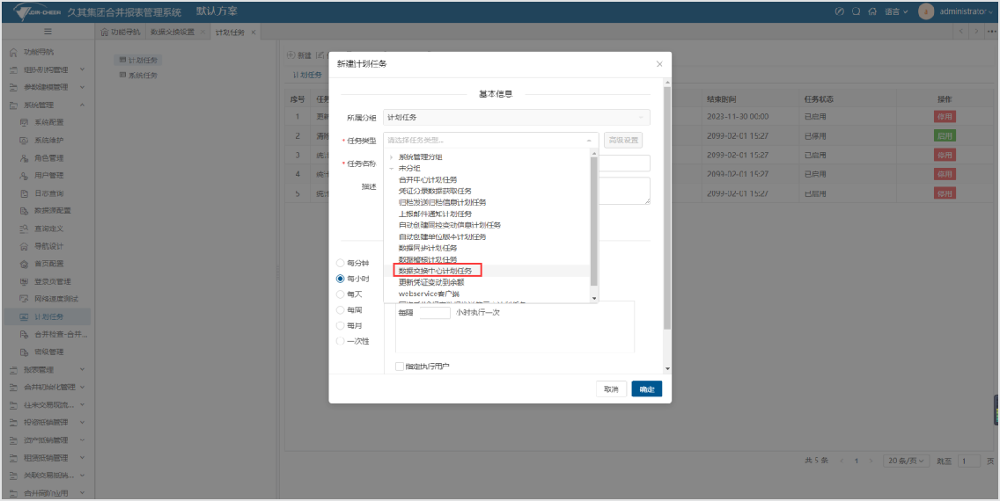 久其集团合并报表管理系统 默认方案
语言 administrator
功能导航 数据交换设置 × 计划任务 ×
功能导航
组织机构管理
参数建模管理
系统管理
系统配置
系统维护
角色管理
用户管理
日志查询
数据源配置
查询定义
导航设计
首页配置
登录页管理
网络速度测试
计划任务
合并检查-合并...
密级管理
报表管理
合并初始化管理
往来交易现流...
投资抵销管理
资产抵销管理
租赁抵销管理
关联交易抵销...
合并高阶应用
计划任务
系统任务
新建
计划任务
序号 任务
结束时间 任务状态 操作
1 更新
2023-11-30 00:00 已启用 停用
2 清除
2099-02-01 15:27 已停用 启用
3 统计
2099-02-01 15:27 已启用 停用
4 统计
2099-02-01 15:27 已启用 停用
5 统计
2099-02-01 15:27 已启用 停用
共 5 条 < 1 > 20 条/页 跳至 1 页
新建计划任务 ×
基本信息
所属分组 计划任务
* 任务类型 请选择任务类型... 高级设置
* 任务名称
描述
系统管理分组
未分组
合并中心计划任务
凭证分录数据获取任务
归档发送归档信息计划任务
上报邮件通知计划任务
自动创建同控变动信息计划任务
自动创建单位版本计划任务
数据同步计划任务
数据稽核计划任务
数据交换中心计划任务
更新凭证变动到余额
webservice客户端
每分钟
每小时
每天
每周
每月
一次性
每隔 小时执行一次
指定执行用户
取消 确定